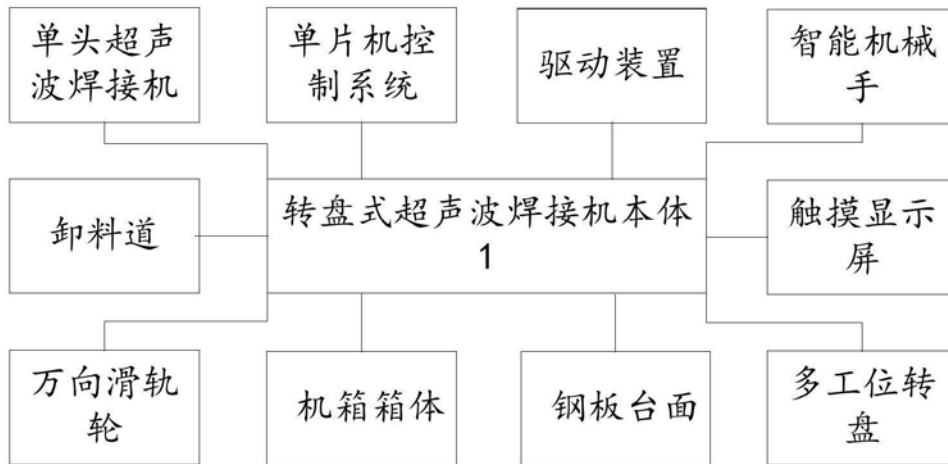 单头超声
波焊接机
单片机控
制系统
驱动装置
智能机械
手
卸料道
转盘式超声波焊接机本体
1
触摸显示
屏
万向滑轨
轮
机箱箱体
钢板台面
多工位转
盘